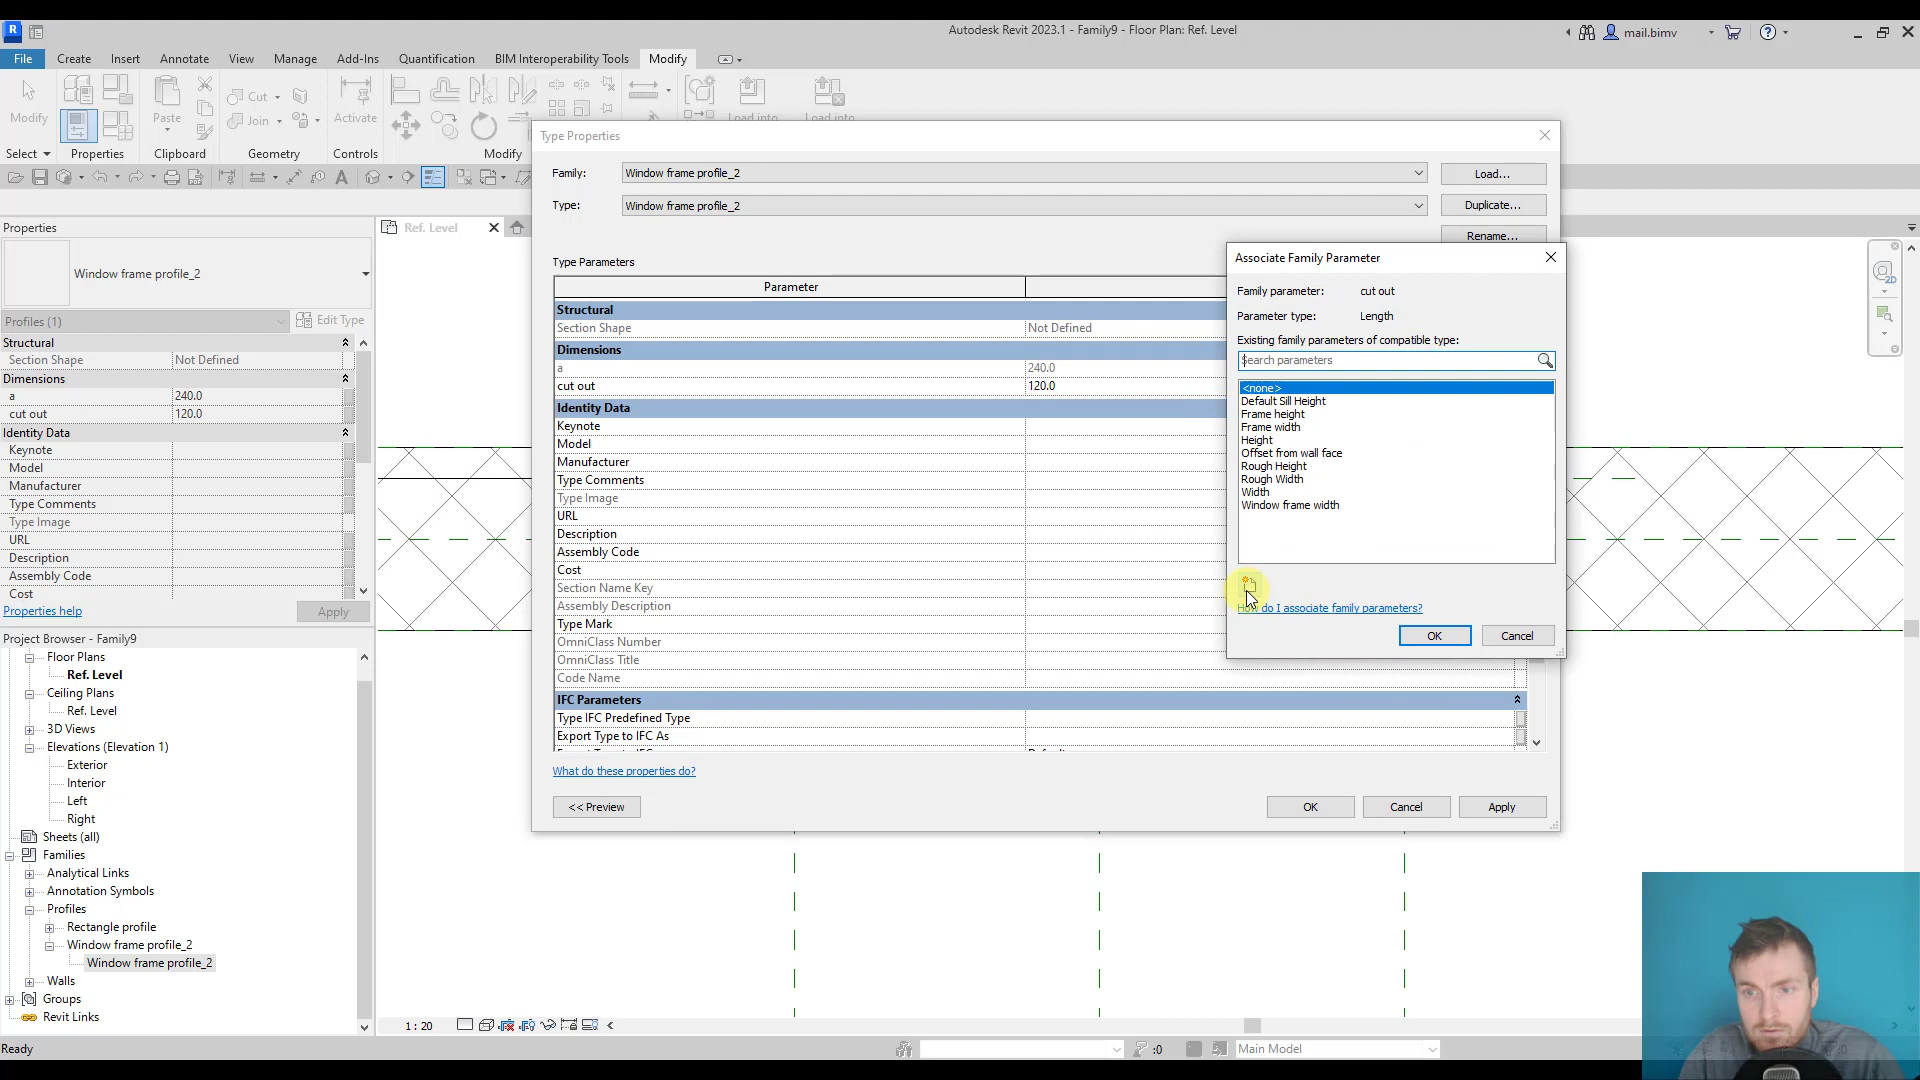 Autodesk Revit 2023.1 - Family9 - Floor Plan: Ref. Level
mail.bimv
File Create Insert Annotate View Manage Add-Ins Quantification BIM Interoperability Tools Modify
Modify
Paste
Cut
Join
Activate
Load into Load into
Select Properties Clipboard Geometry Controls Modify
Properties
Window frame profile_2
Profiles (1) Edit Type
Structural
Section Shape Not Defined
Dimensions
a 240.0
cut out 120.0
Identity Data
Keynote
Model
Manufacturer
Type Comments
Type Image
URL
Description
Assembly Code
Cost
Properties help Apply
Project Browser - Family9
Floor Plans
Ref. Level
Ceiling Plans
Ref. Level
3D Views
Elevations (Elevation 1)
Exterior
Interior
Left
Right
Sheets (all)
Families
Analytical Links
Annotation Symbols
Profiles
Rectangle profile
Window frame profile_2
Window frame profile_2
Walls
Groups
Revit Links
Ref. Level
Type Properties
Family: Window frame profile_2 Load...
Type: Window frame profile_2 Duplicate...
Rename...
Type Parameters
Parameter
Structural
Section Shape Not Defined
Dimensions
a 240.0
cut out 120.0
Identity Data
Keynote
Model
Manufacturer
Type Comments
Type Image
URL
Description
Assembly Code
Cost
Section Name Key
Assembly Description
Type Mark
OmniClass Number
OmniClass Title
Code Name
IFC Parameters
Type IFC Predefined Type
Export Type to IFC As
What do these properties do?
<< Preview OK Cancel Apply
Associate Family Parameter
Family parameter: cut out
Parameter type: Length
Existing family parameters of compatible type:
Search parameters
<none>
Default Sill Height
Frame height
Frame width
Height
Offset from wall face
Rough Height
Rough Width
Width
Window frame width
How do I associate family parameters?
OK Cancel
1 : 20
Ready
:0
Main Model